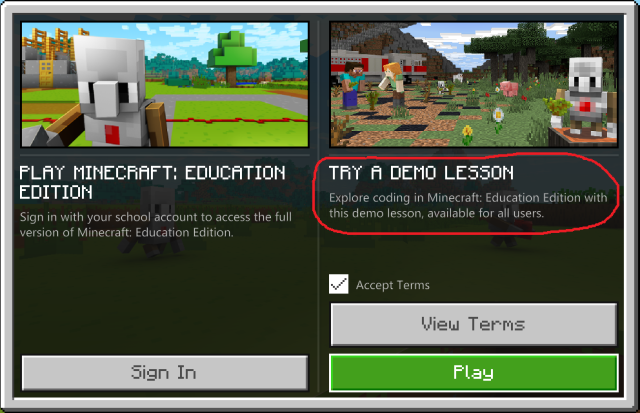 PLAY MINECRAFT: EDUCATION
EDITION
Sign in with your school account to access the full
version of Minecraft: Education Edition.
Sign In
TRY A DEMO LESSON
Explore coding in Minecraft: Education Edition with
this demo lesson, available for all users.
Accept Terms
View Terms
Play